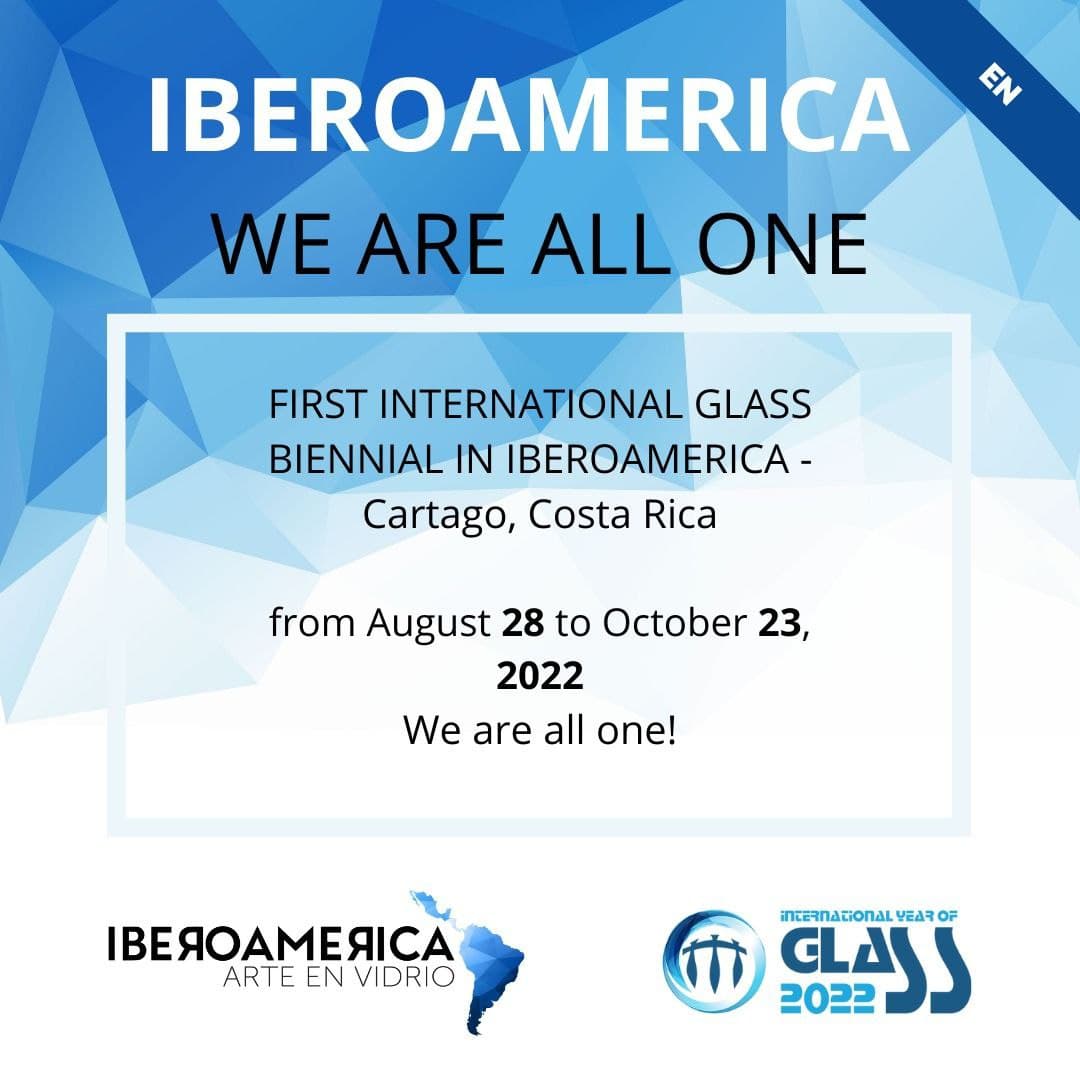 EN
IBEROAMERICA
WE ARE ALL ONE
FIRST INTERNATIONAL GLASS
BIENNIAL IN IBEROAMERICA -
Cartago, Costa Rica
from August 28 to October 23,
2022
We are all one!
IBEROAMERICA
ARTE EN VIDRIO
INTERNATIONAL YEAR OF
GLASS
2022